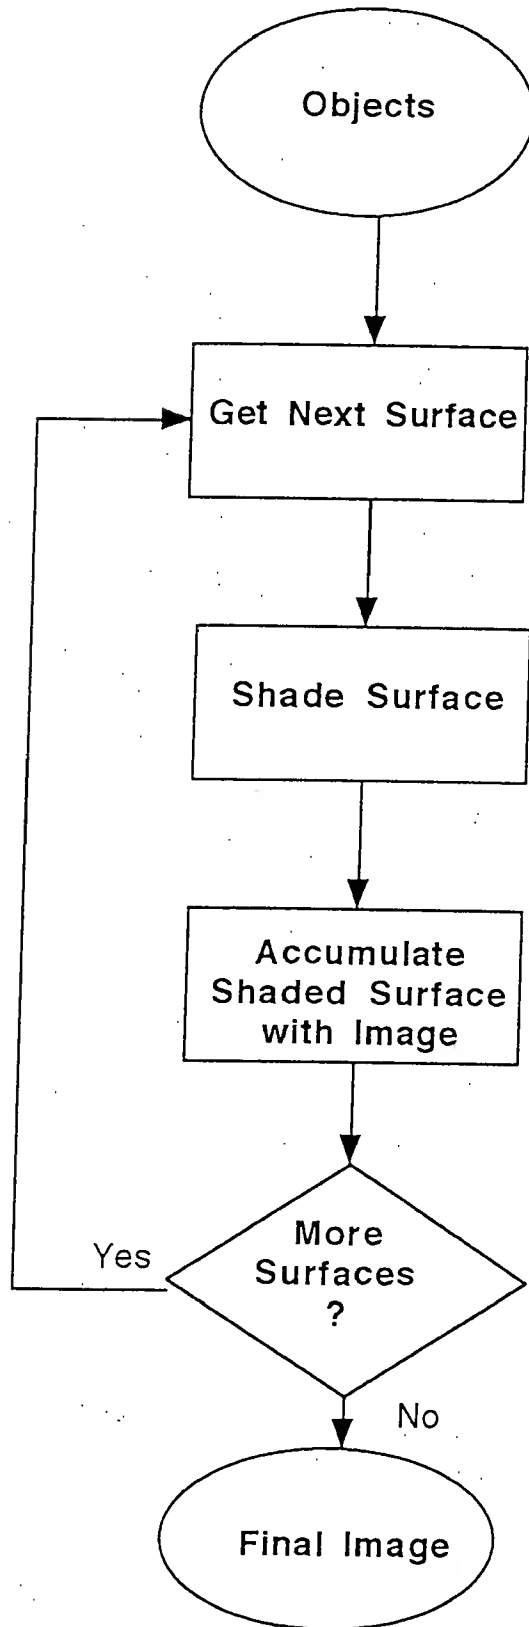 Objects
Get Next Surface
Shade Surface
Accumulate
Shaded Surface
with Image
More
Surfaces
?
Yes
No
Final Image